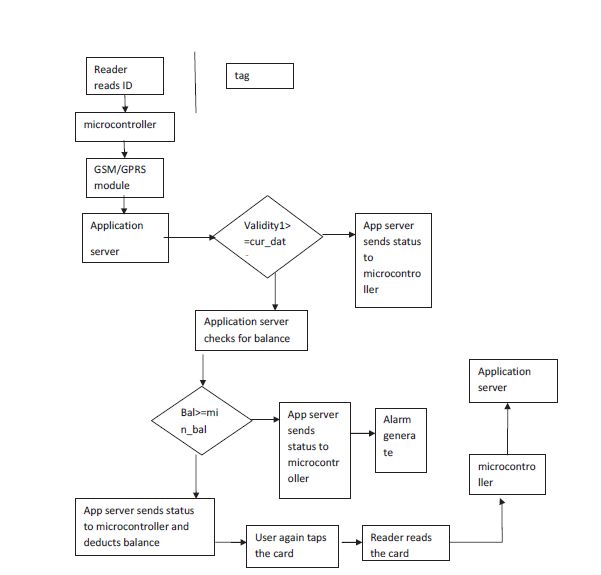 Reader
reads ID
tag
microcontroller
GSM/GPRS
module
Application
server
Validity1>
=cur_dat
App server
sends status
to
microcontro
ller
Application server
checks for balance
Bal>=mi
n_bal
App server
sends
status to
microcontr
oller
Alarm
genera
te
Application
server
microcontro
ller
App server sends status
to microcontroller and
deducts balance
User again taps
the card
Reader reads
the card